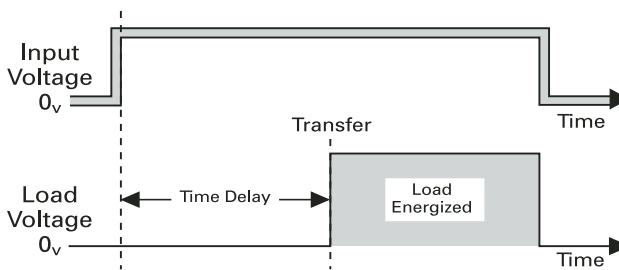 Input
Voltage
0v
Time
Transfer
Time Delay
Load
Energized
Load
Voltage
0v
Time